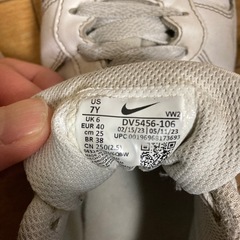 US
7Y
UK 6
EUR 40
cm 25
BR 38
CN 250(2.5)
VW2
DV5456-106
02/15/23 05/11/23